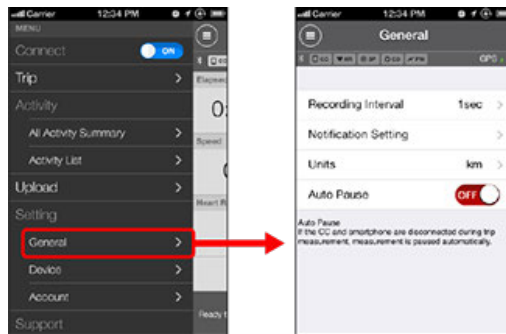 Carrier 12:34 PM
MENU
Connect ON
Trip
Activity
All Activity Summary
Activity List
Upload
Setting
General
Device
Account
Support
Elapsed
Speed
Heart R
Ready t
Carrier 12:34 PM
General
GPS
Recording Interval 1sec
Notification Setting
Units km
Auto Pause OFF
Auto Pause
If the CC and smartphone are disconnected during trip
measurement, measurement is paused automatically.